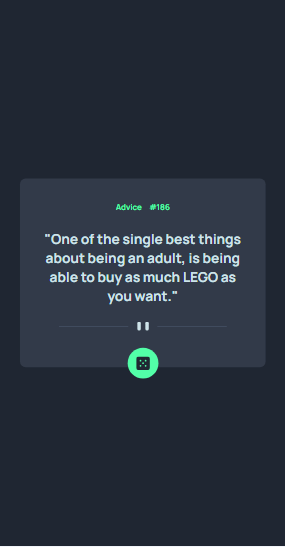 Advice #186
"One of the single best things
about being an adult, is being
able to buy as much LEGO as
you want."